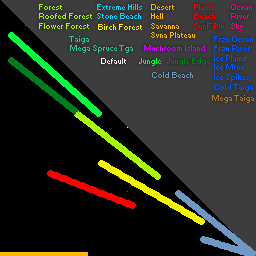 Forest Extreme Hills Desert Plains Ocean
Roofed Forest Stone Beach Hell Beach River
Flower Forest Birch Forest Savanna SunF Pln Sky
Svna Plateau
Taiga Frzn Ocean
Mega Spruce Tga Mushroom Island Frzn River
Default Jungle Jungle Edge Ice Plains
Ice Mtns
Cold Beach Ice Spikes
Cold Taiga
Mega Taiga